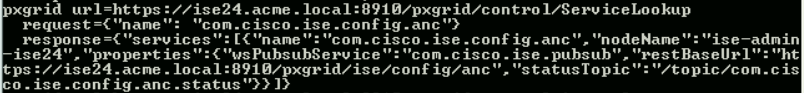 pxgrid url=https://ise24.acme.local:8910/pxgrid/control/ServiceLookup
  request={"name": "com.cisco.ise.config.anc"}
  response={"services":[{"name":"com.cisco.ise.config.anc","nodeName":"ise-admin
-ise24","properties":{"wsPubsubService":"com.cisco.ise.pubsub","restBaseUrl":"ht
tps://ise24.acme.local:8910/pxgrid/ise/config/anc","statusTopic":"/topic/com.cis
co.ise.config.anc.status"}}]}